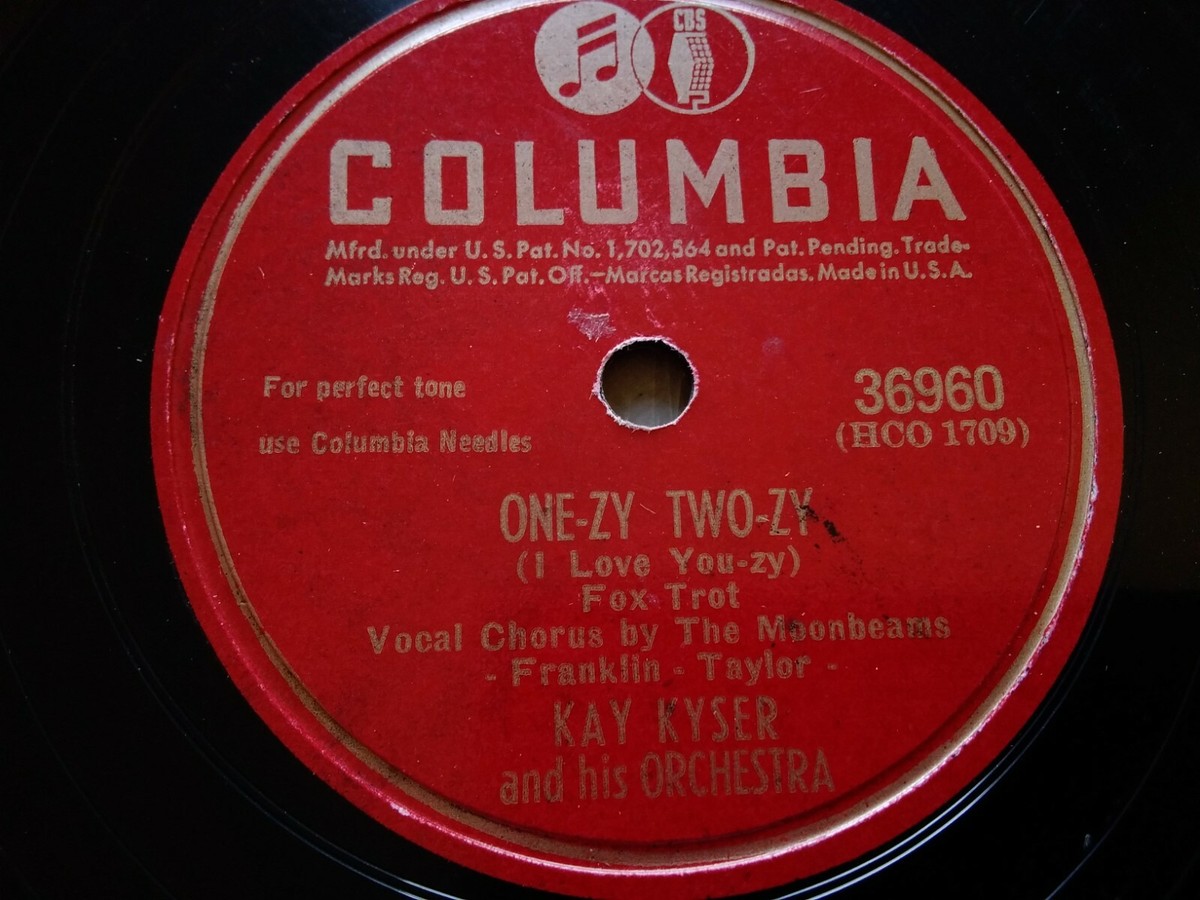 CBS
COLUMBIA
Mfrd. under U.S. Pat. No. 1,702,564 and Pat. Pending. Trade-
Marks Reg. U.S. Pat. Off.—Marcas Registradas. Made in U.S.A.
For perfect tone
use Columbia Needles
36960
(HCO 1709)
ONE-ZY TWO-ZY
(I Love You-zy)
Fox Trot
Vocal Chorus by The Moonbeams
- Franklin - Taylor -
KAY KYSER
and his ORCHESTRA